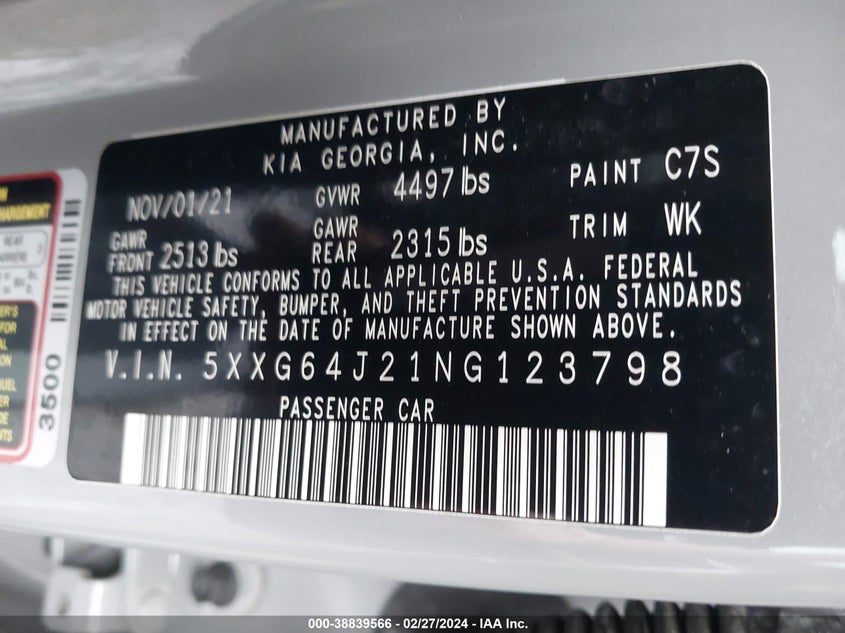 MANUFACTURED BY
KIA GEORGIA, INC.
NOV/01/21 GVWR 4497 lbs PAINT C7S
GAWR FRONT 2513 lbs GAWR REAR 2315 lbs TRIM WK
THIS VEHICLE CONFORMS TO ALL APPLICABLE U.S.A. FEDERAL
MOTOR VEHICLE SAFETY, BUMPER, AND THEFT PREVENTION STANDARDS
IN EFFECT ON THE DATE OF MANUFACTURE SHOWN ABOVE.
V.I.N. 5XXG64J21NG123798
PASSENGER CAR
REAR
3500
000-38839566 - 02/27/2024 - IAA Inc.